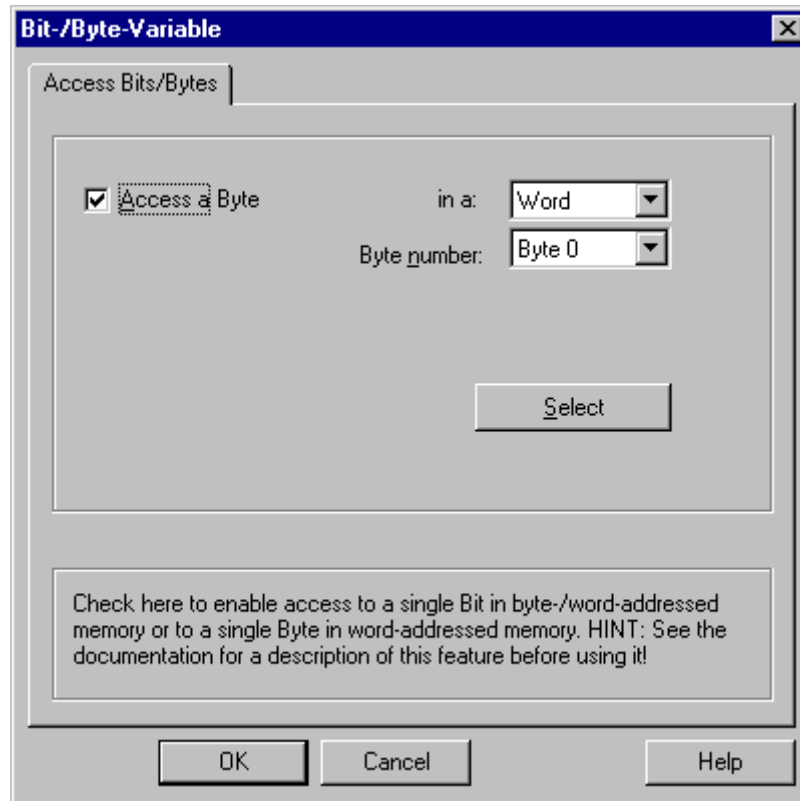 Bit-/Byte-Variable
Access Bits/Bytes
Access a Byte in a: Word
Byte number: Byte 0
Select
Check here to enable access to a single Bit in byte-/word-addressed
memory or to a single Byte in word-addressed memory. HINT: See the
documentation for a description of this feature before using it!
OK Cancel Help